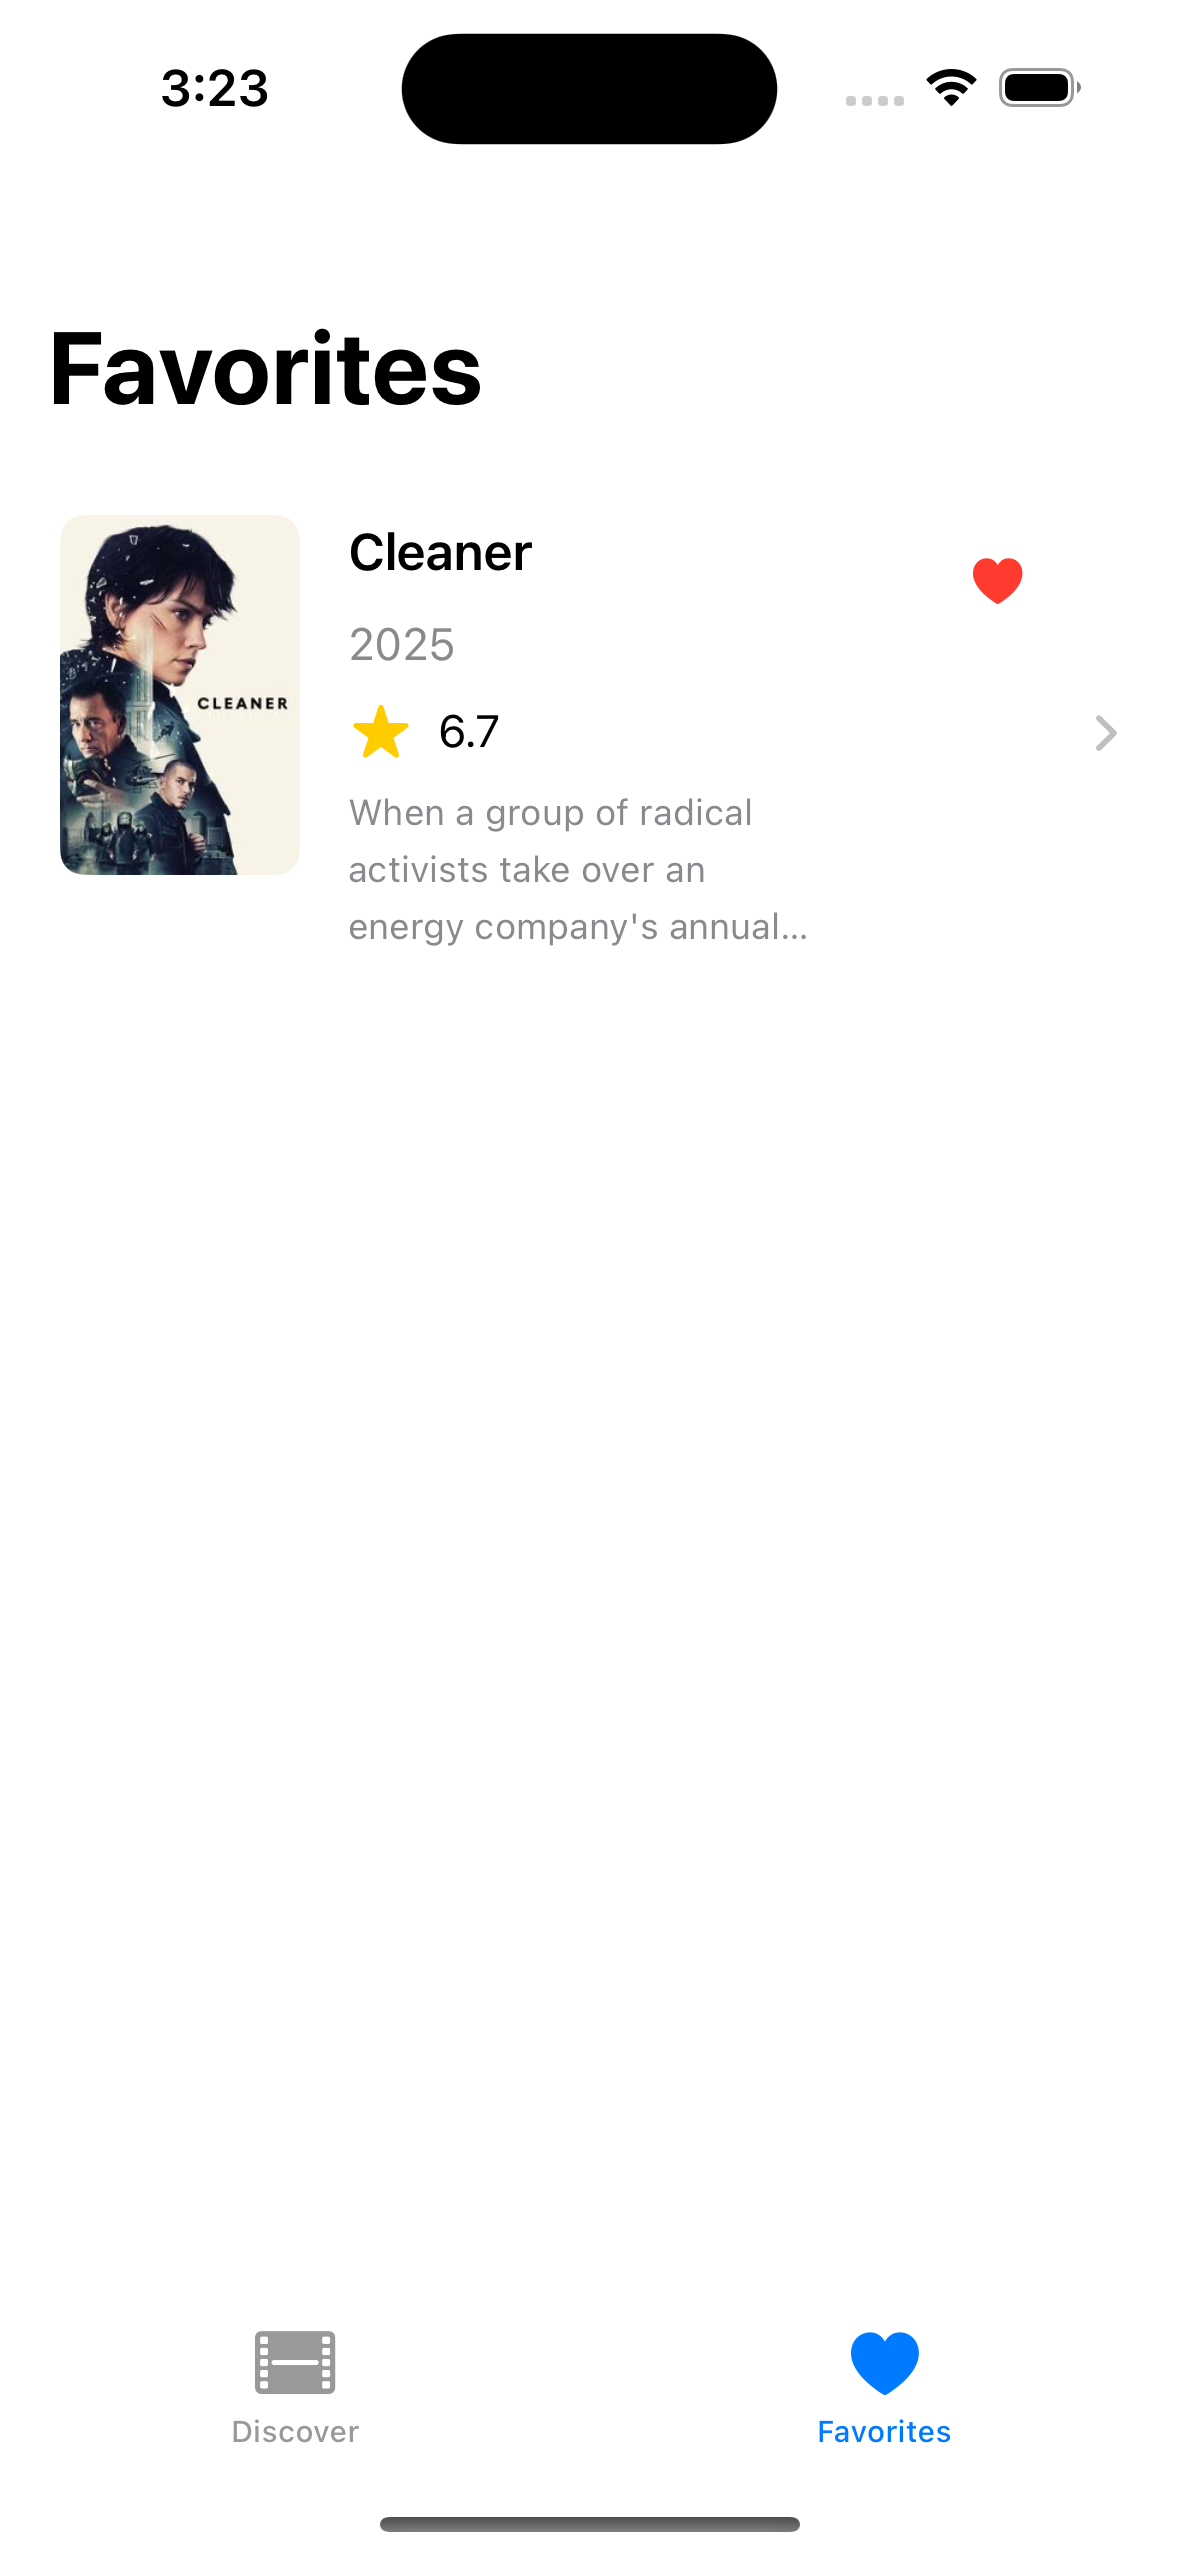 3:23
Favorites
CLEANER
Cleaner
2025
6.7
When a group of radical
activists take over an
energy company's annual...
Discover
Favorites